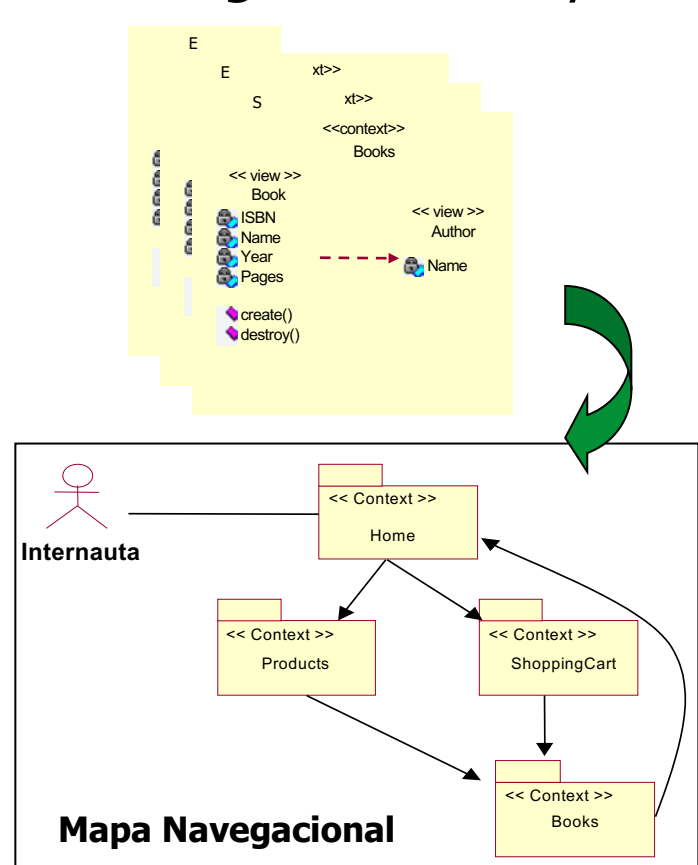 E
E
xt>>
S
xt>>
<<context>>
Books
<< view >>
Book
ISBN
Name
Year
Pages
create()
destroy()
<< view >>
Author
Name
<< Context >>
Home
Internauta
<< Context >>
Products
<< Context >>
ShoppingCart
<< Context >>
Books
Mapa Navegacional